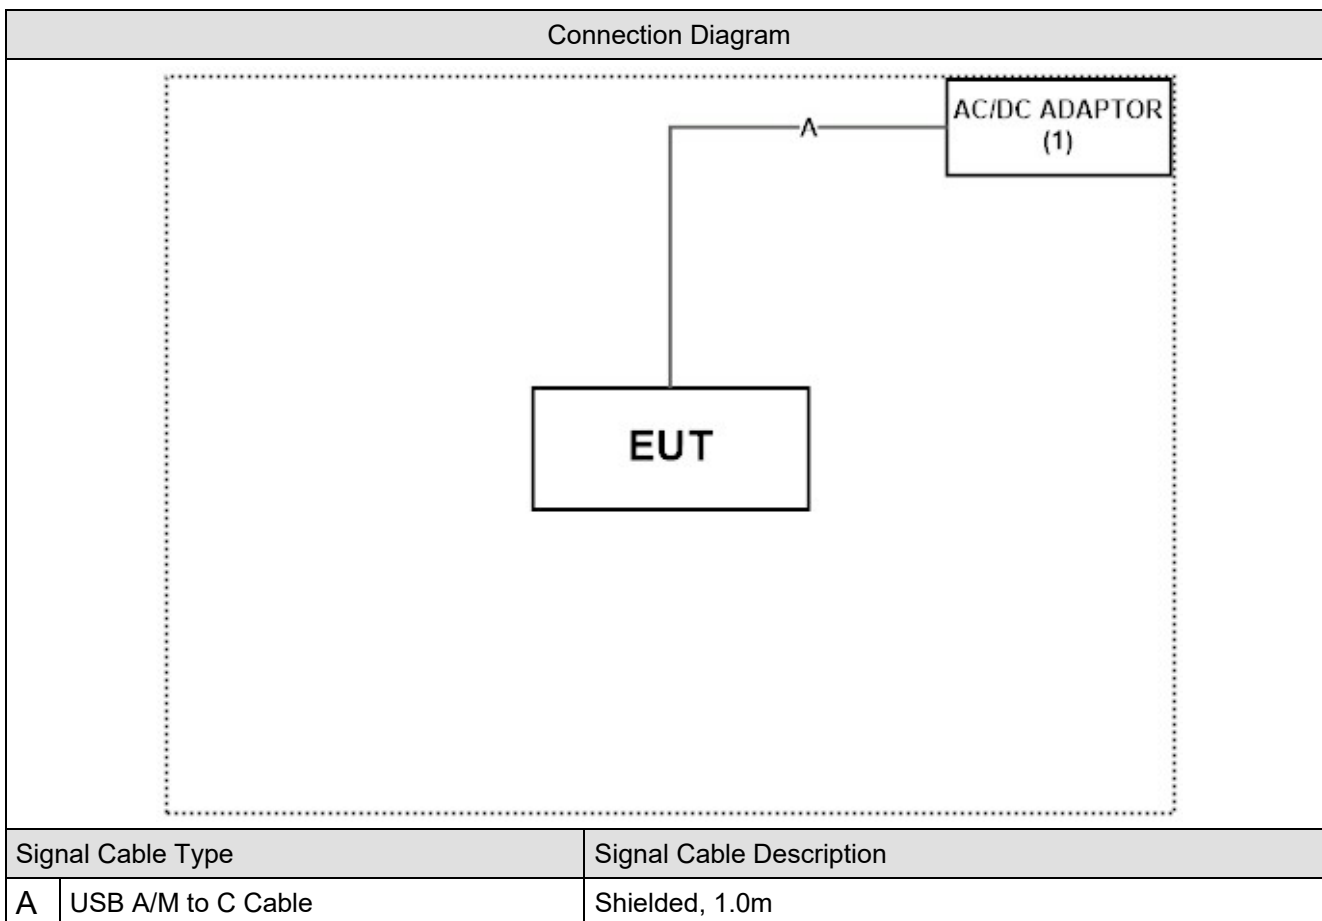 Connection Diagram
AC/DC ADAPTOR
(1)
A
EUT
Signal Cable Type Signal Cable Description
A USB A/M to C Cable Shielded, 1.0m